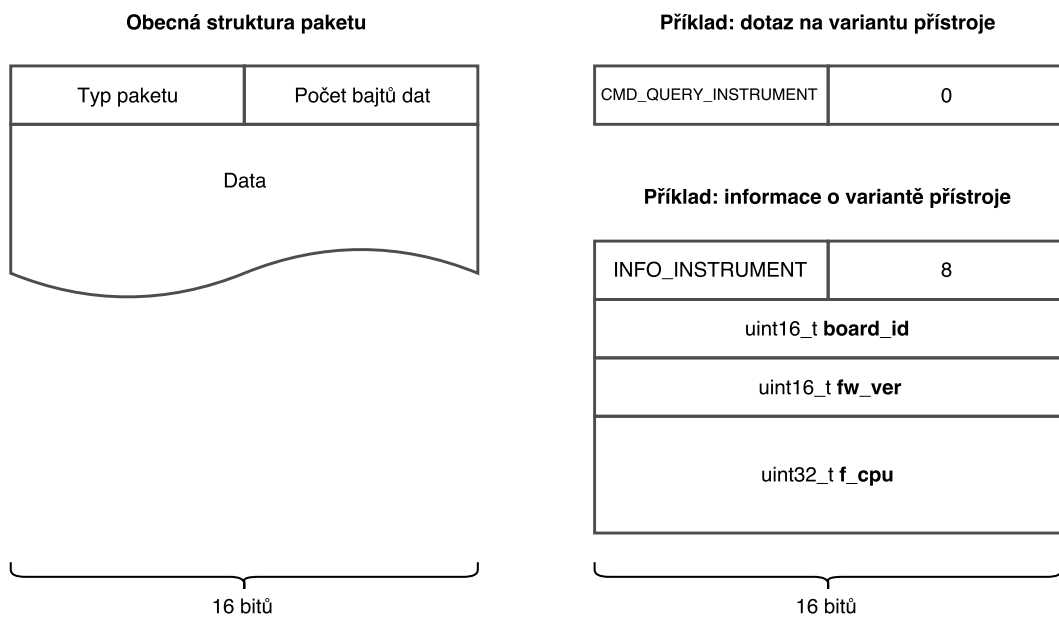 Obecná struktura paketu
Typ paketu
Počet bajtů dat
Data
16 bitů
Příklad: dotaz na variantu přístroje
CMD_QUERY_INSTRUMENT
0
Příklad: informace o variantě přístroje
INFO_INSTRUMENT
8
uint16_t board_id
uint16_t fw_ver
uint32_t f_cpu
16 bitů